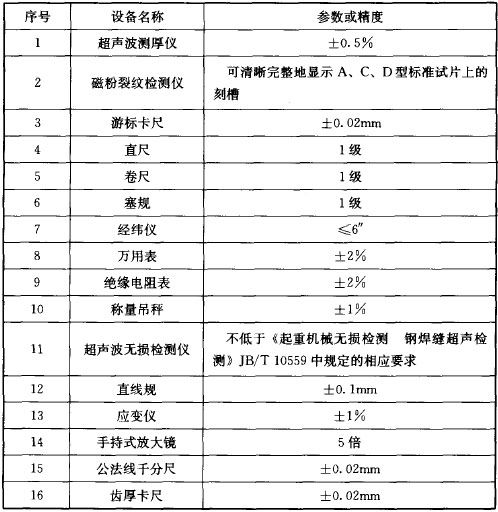 序号 设备名称 参数或精度
1 超声波测厚仪 ±0.5%
2 磁粉裂纹检测仪 可清晰完整地显示 A、C、D型标准试片上的
刻槽
3 游标卡尺 ±0.02mm
4 直尺 1级
5 卷尺 1级
6 塞规 1级
7 经纬仪 ⩽6″
8 万用表 ±2%
9 绝缘电阻表 ±2%
10 称量吊秤 ±1%
11 超声波无损检测仪 不低于《起重机械无损检测 钢焊缝超声检
测》JB/T 10559中规定的相应要求
12 直线规 ±0.1mm
13 应变仪 ±1%
14 手持式放大镜 5倍
15 公法线千分尺 ±0.02mm
16 齿厚卡尺 ±0.02mm